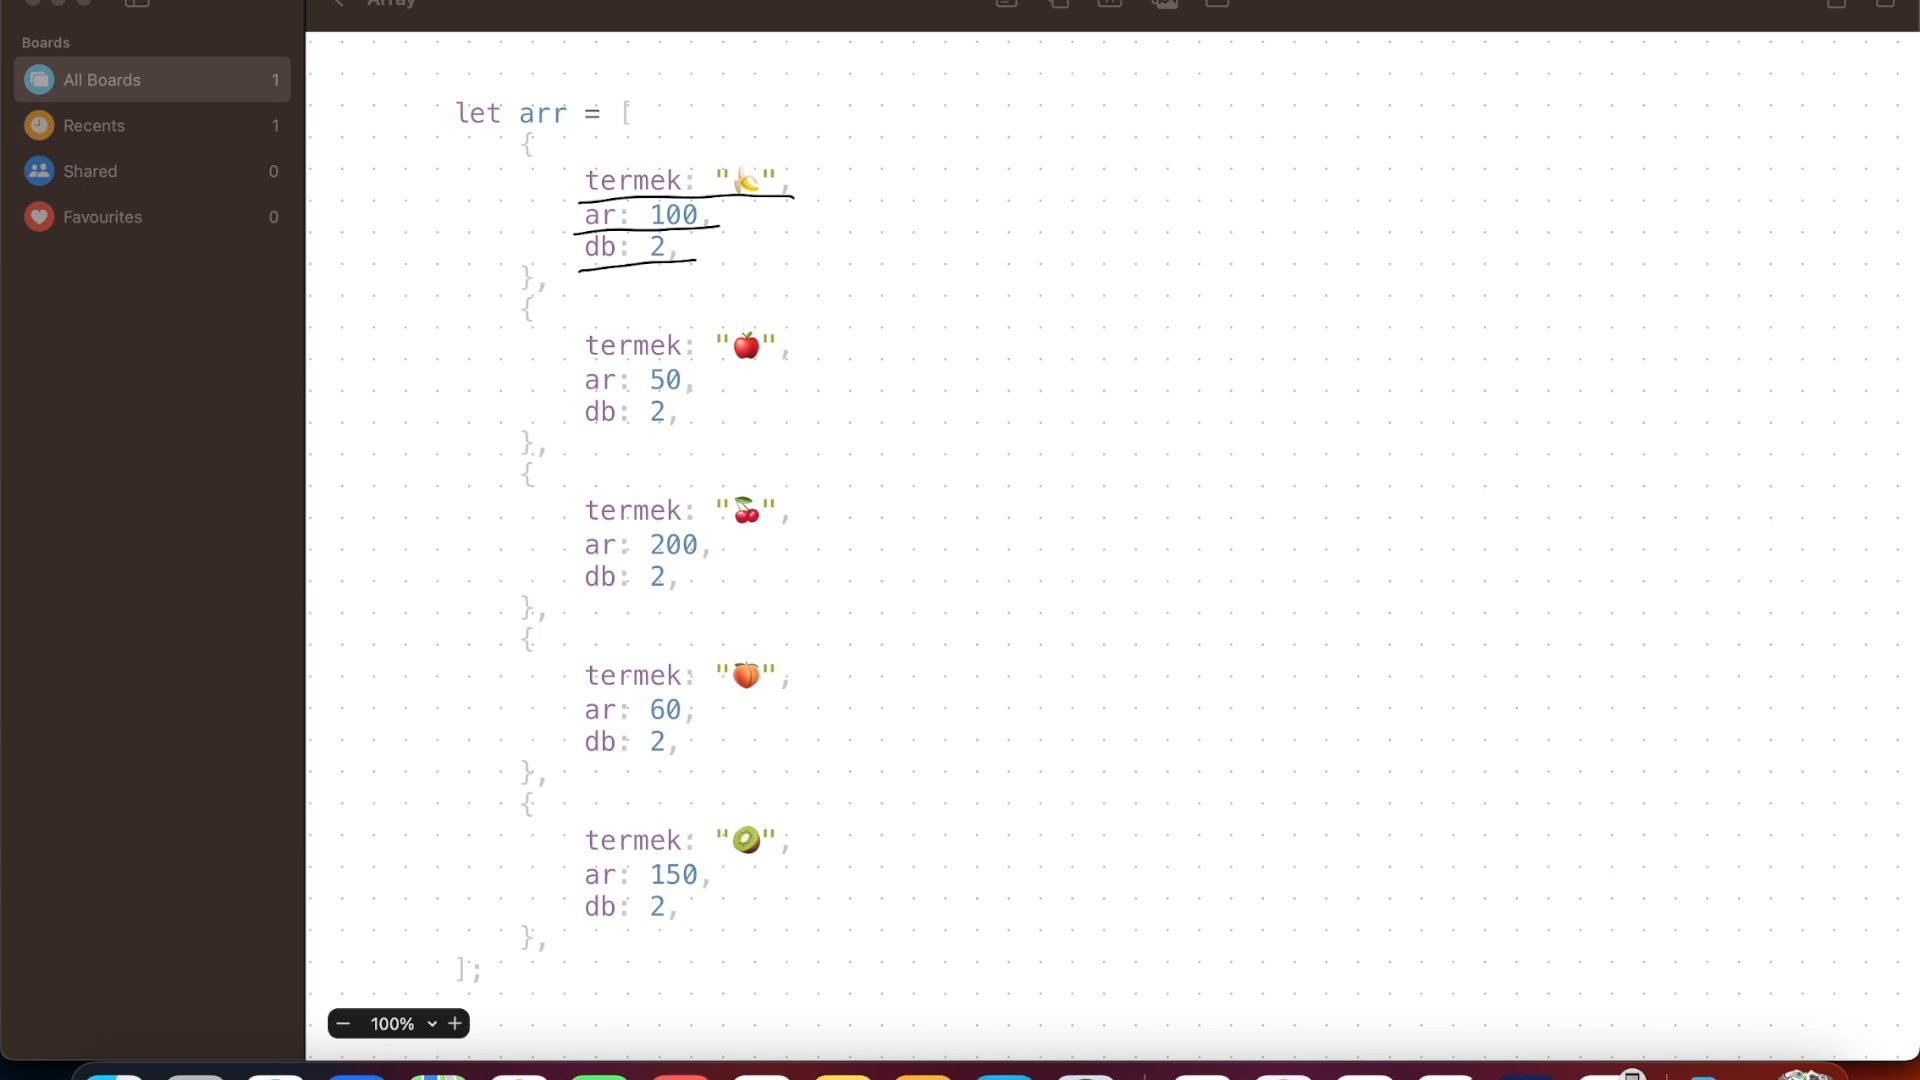 Array
Boards
All Boards 1
Recents 1
Shared 0
Favourites 0
let arr = [
{
termek: "🍌",
ar: 100,
db: 2,
},
{
termek: "🍎",
ar: 50,
db: 2,
},
{
termek: "🍒",
ar: 200,
db: 2,
},
{
termek: "🍑",
ar: 60,
db: 2,
},
{
termek: "🥝",
ar: 150,
db: 2,
},
];
100%